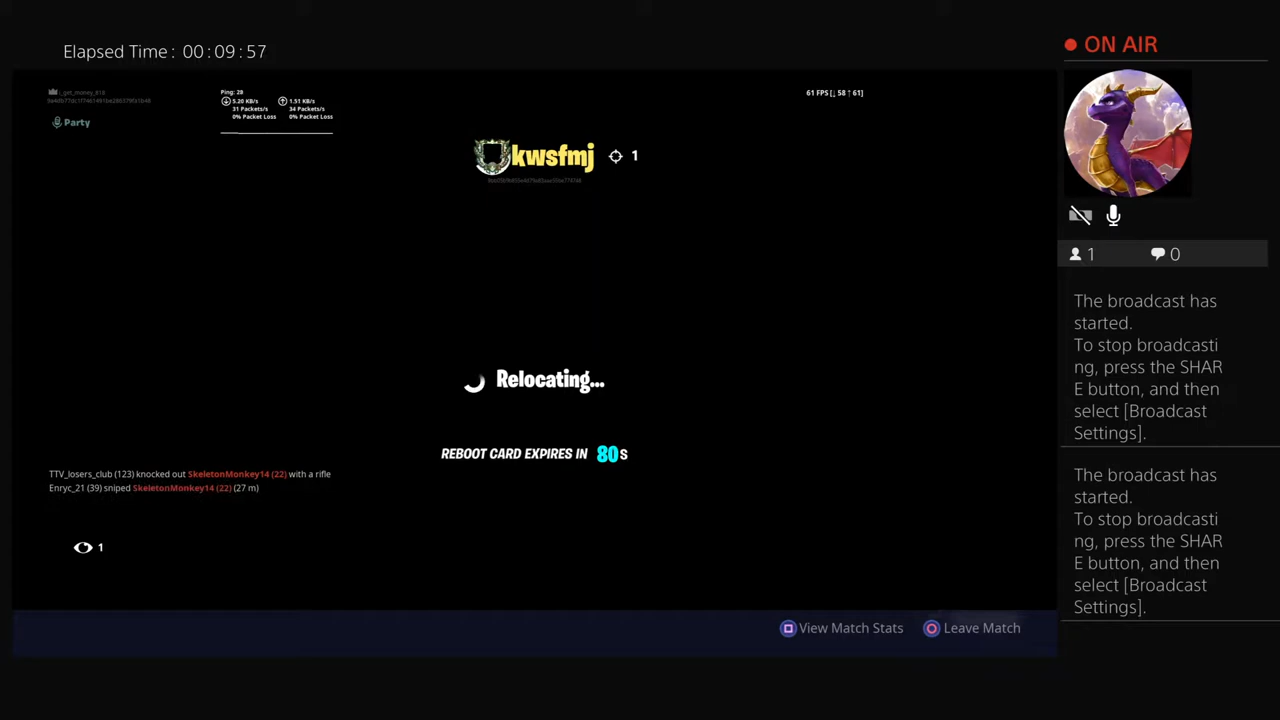 Elapsed Time: 00:09:57
ON AIR
i_get_money_818
Party
Ping: 28
5.20 KB/s
31 Packets/s
0% Packet Loss
1.51 KB/s
34 Packets/s
0% Packet Loss
61 FPS [↓ 58 ↑ 61]
kwsfmj 1
Relocating...
REBOOT CARD EXPIRES IN 80s
TTV_losers_club (123) knocked out SkeletonMonkey14 (22) with a rifle
Enryc_21 (39) sniped SkeletonMonkey14 (22) (27 m)
1
View Match Stats
Leave Match
1
0
The broadcast has
started.
To stop broadcasti
ng, press the SHAR
E button, and then
select [Broadcast
Settings].
The broadcast has
started.
To stop broadcasti
ng, press the SHAR
E button, and then
select [Broadcast
Settings].